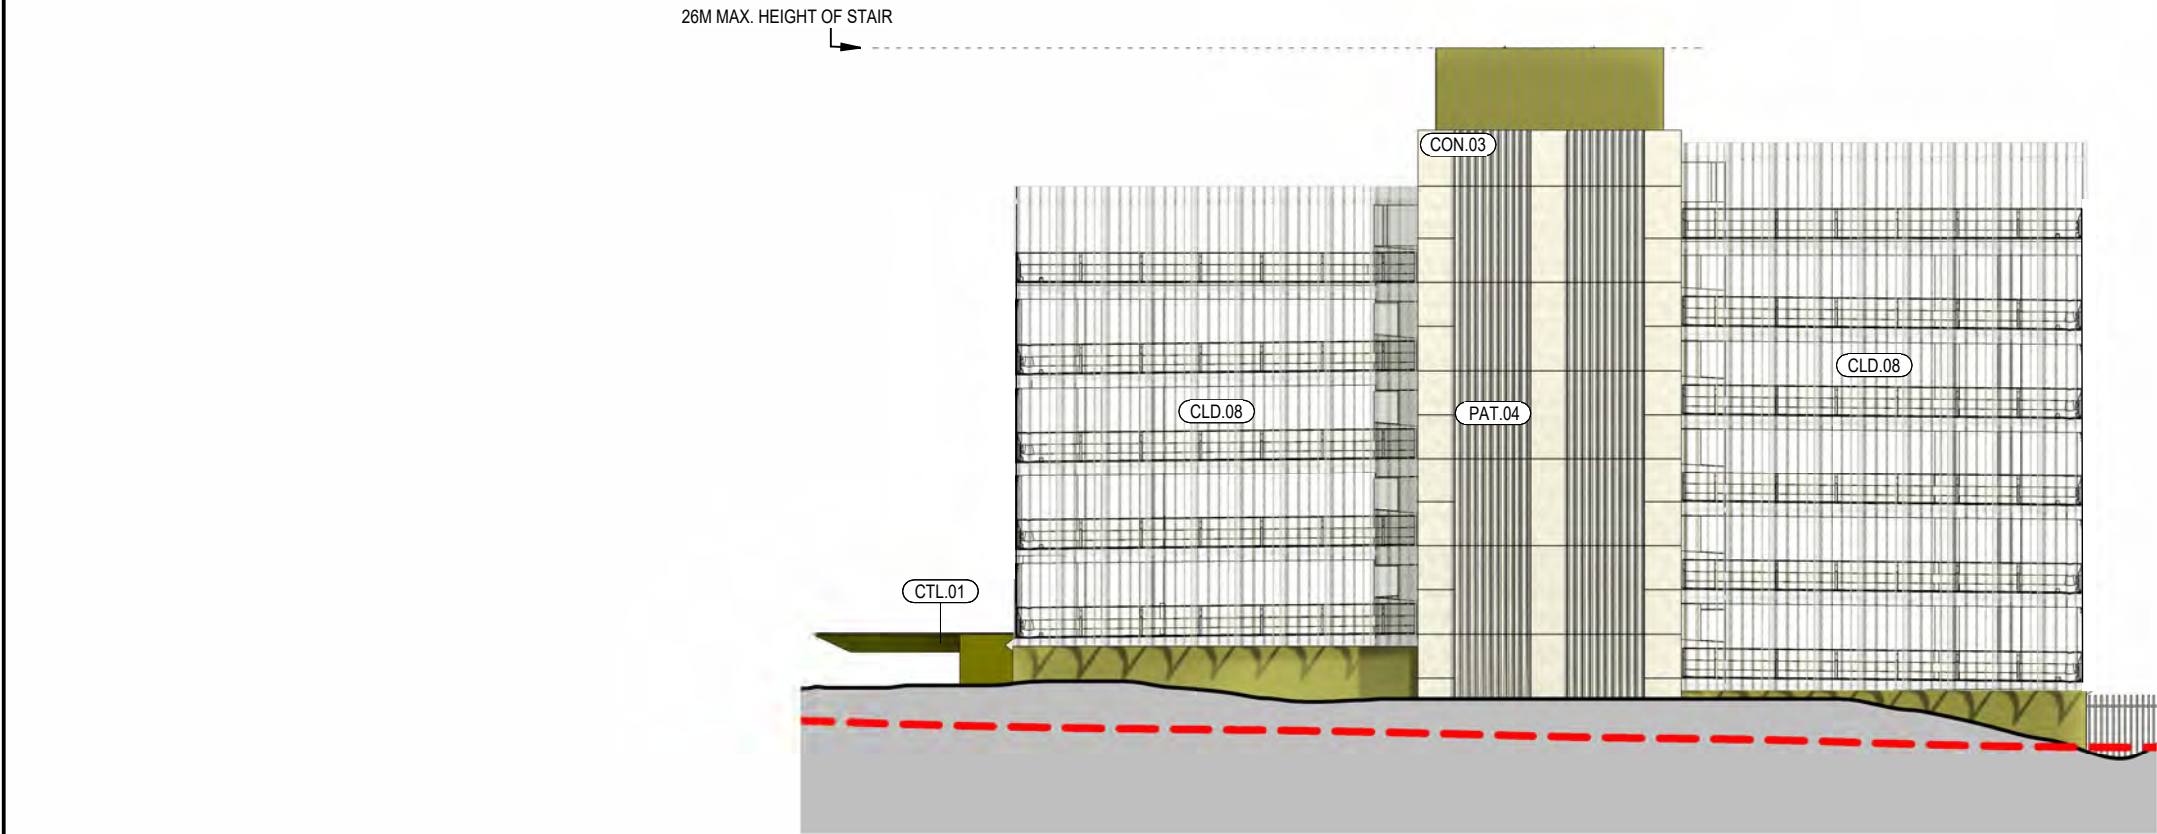 26M MAX. HEIGHT OF STAIR
CON.03
CLD.08
CLD.08
PAT.04
CTL.01